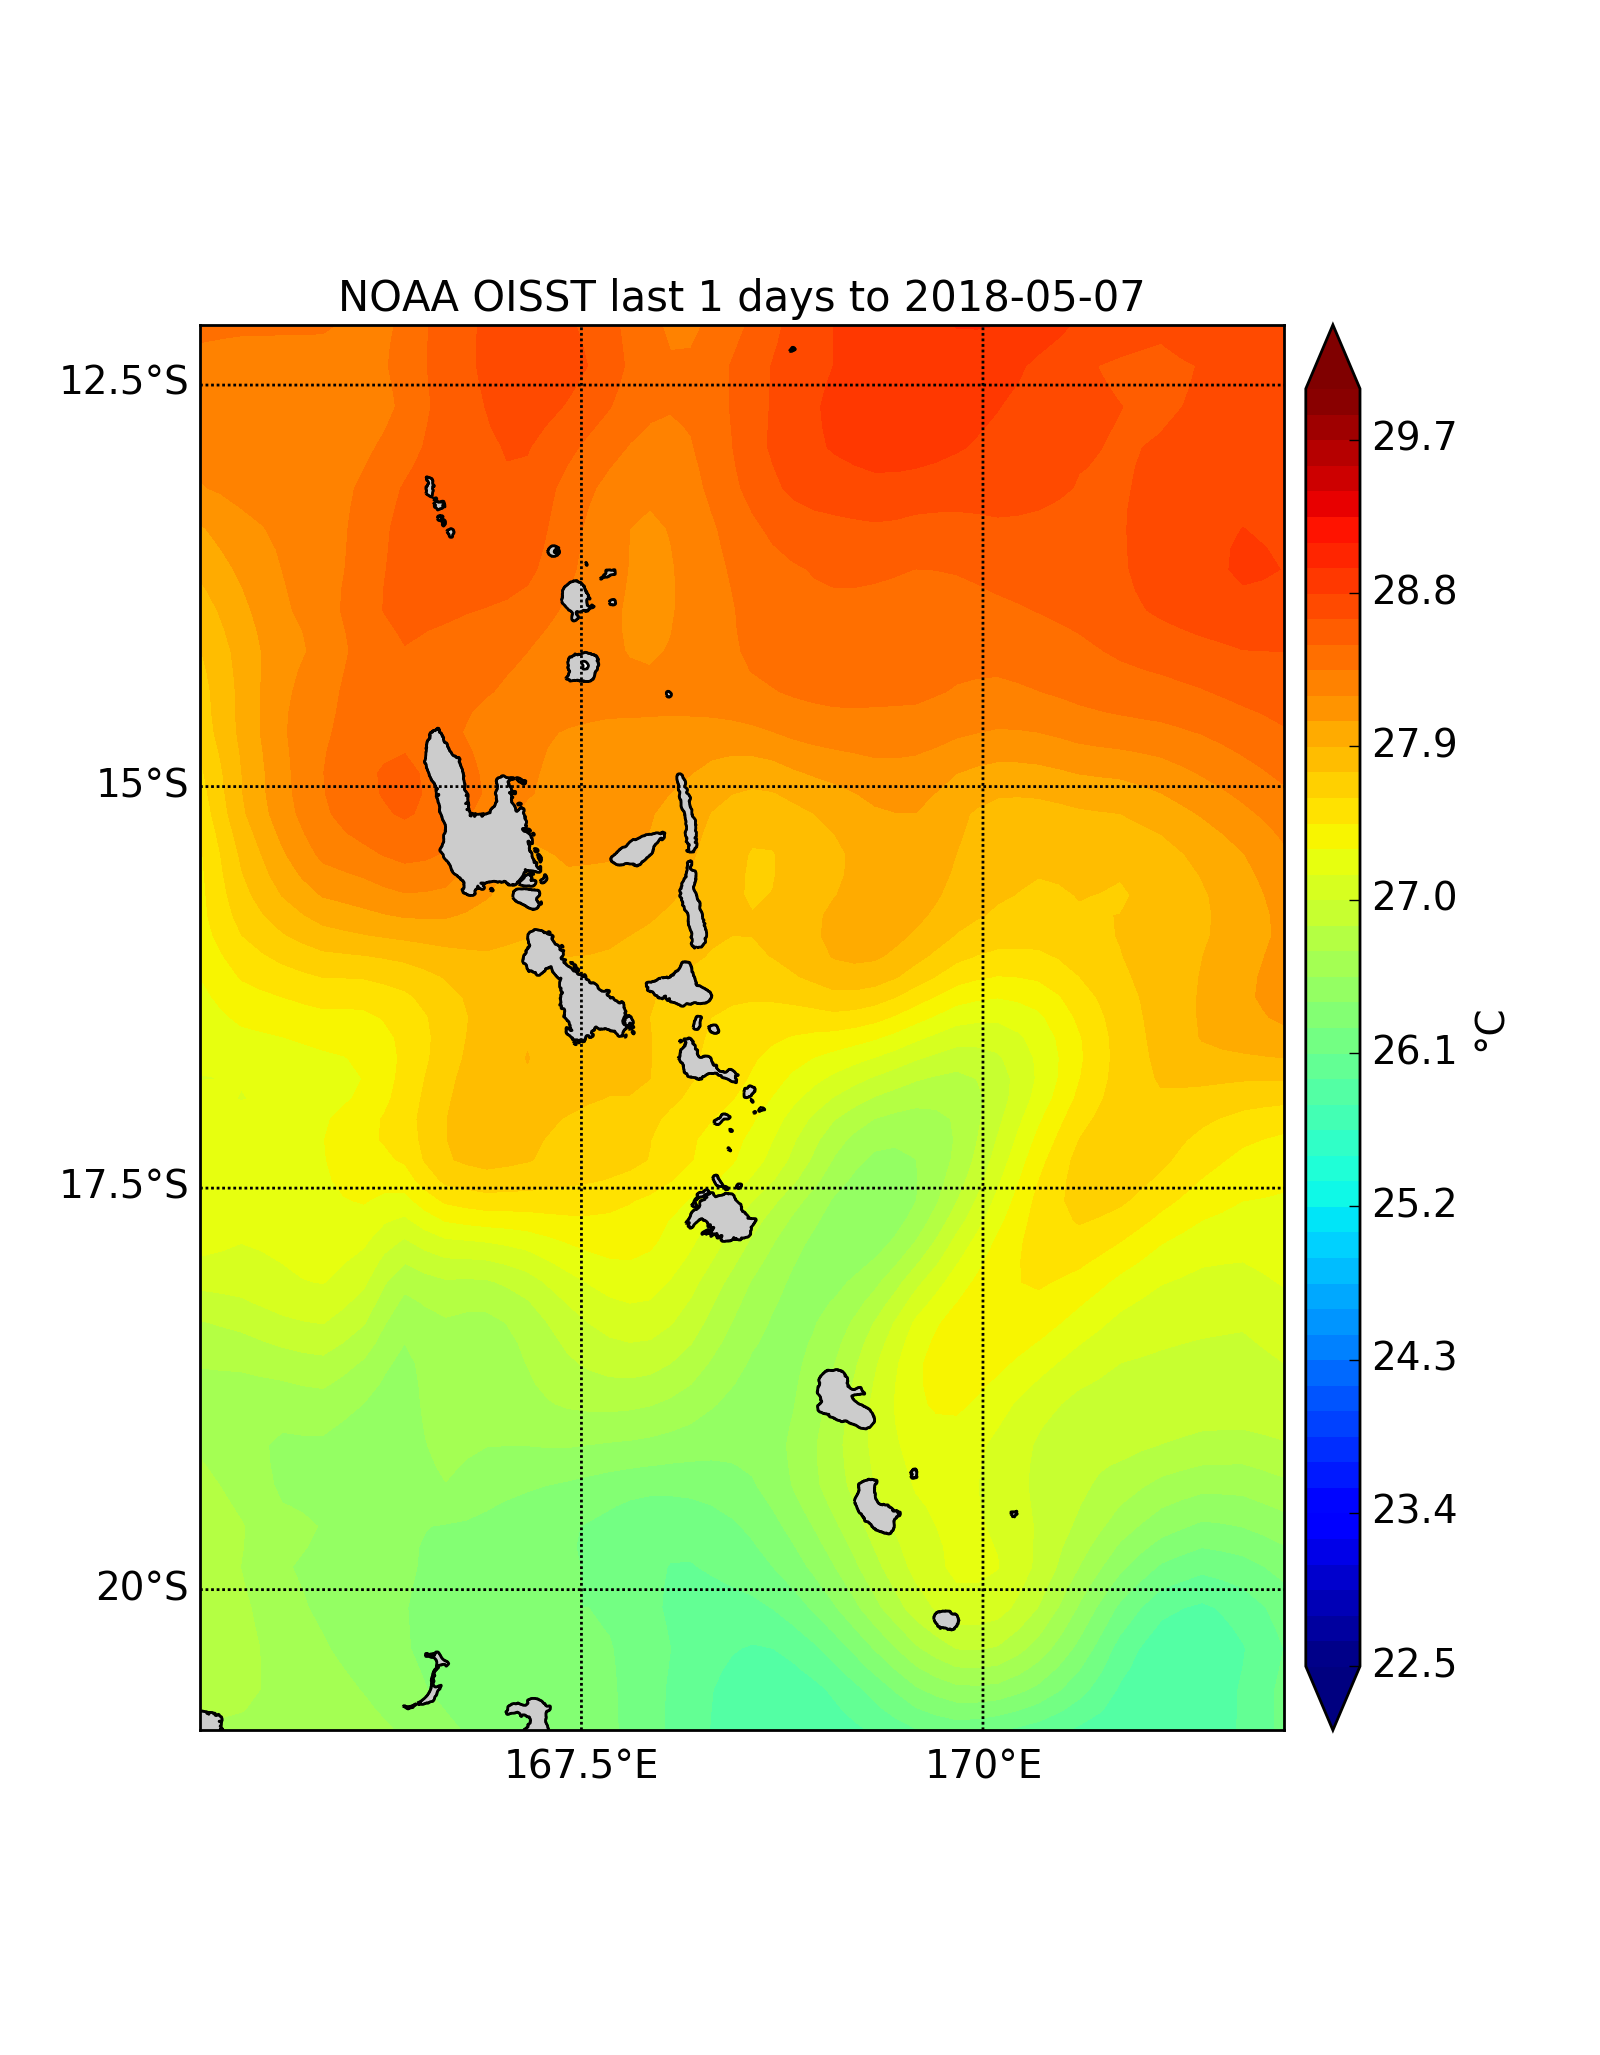 NOAA OISST last 1 days to 2018-05-07
12.5°S
15°S
17.5°S
20°S
167.5°E
170°E
29.7
28.8
27.9
27.0
26.1
25.2
24.3
23.4
22.5
°C